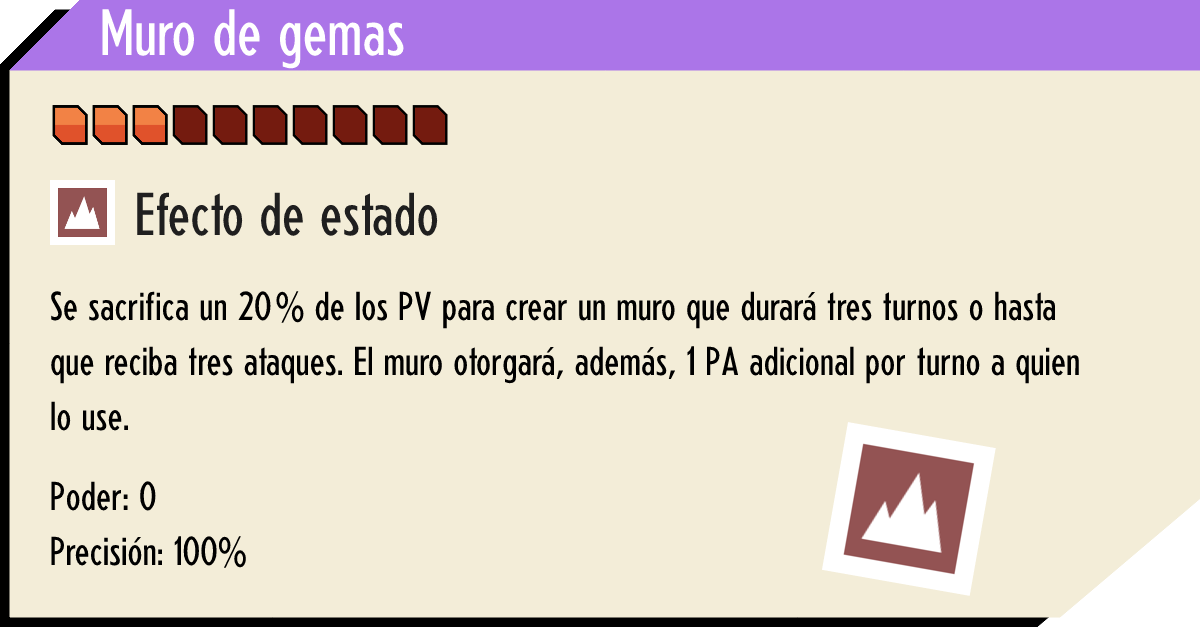 Muro de gemas
Efecto de estado
Se sacrifica un 20% de los PV para crear un muro que durará tres turnos o hasta
que reciba tres ataques. El muro otorgará, además, 1 PA adicional por turno a quien
lo use.
Poder: 0
Precisión: 100%